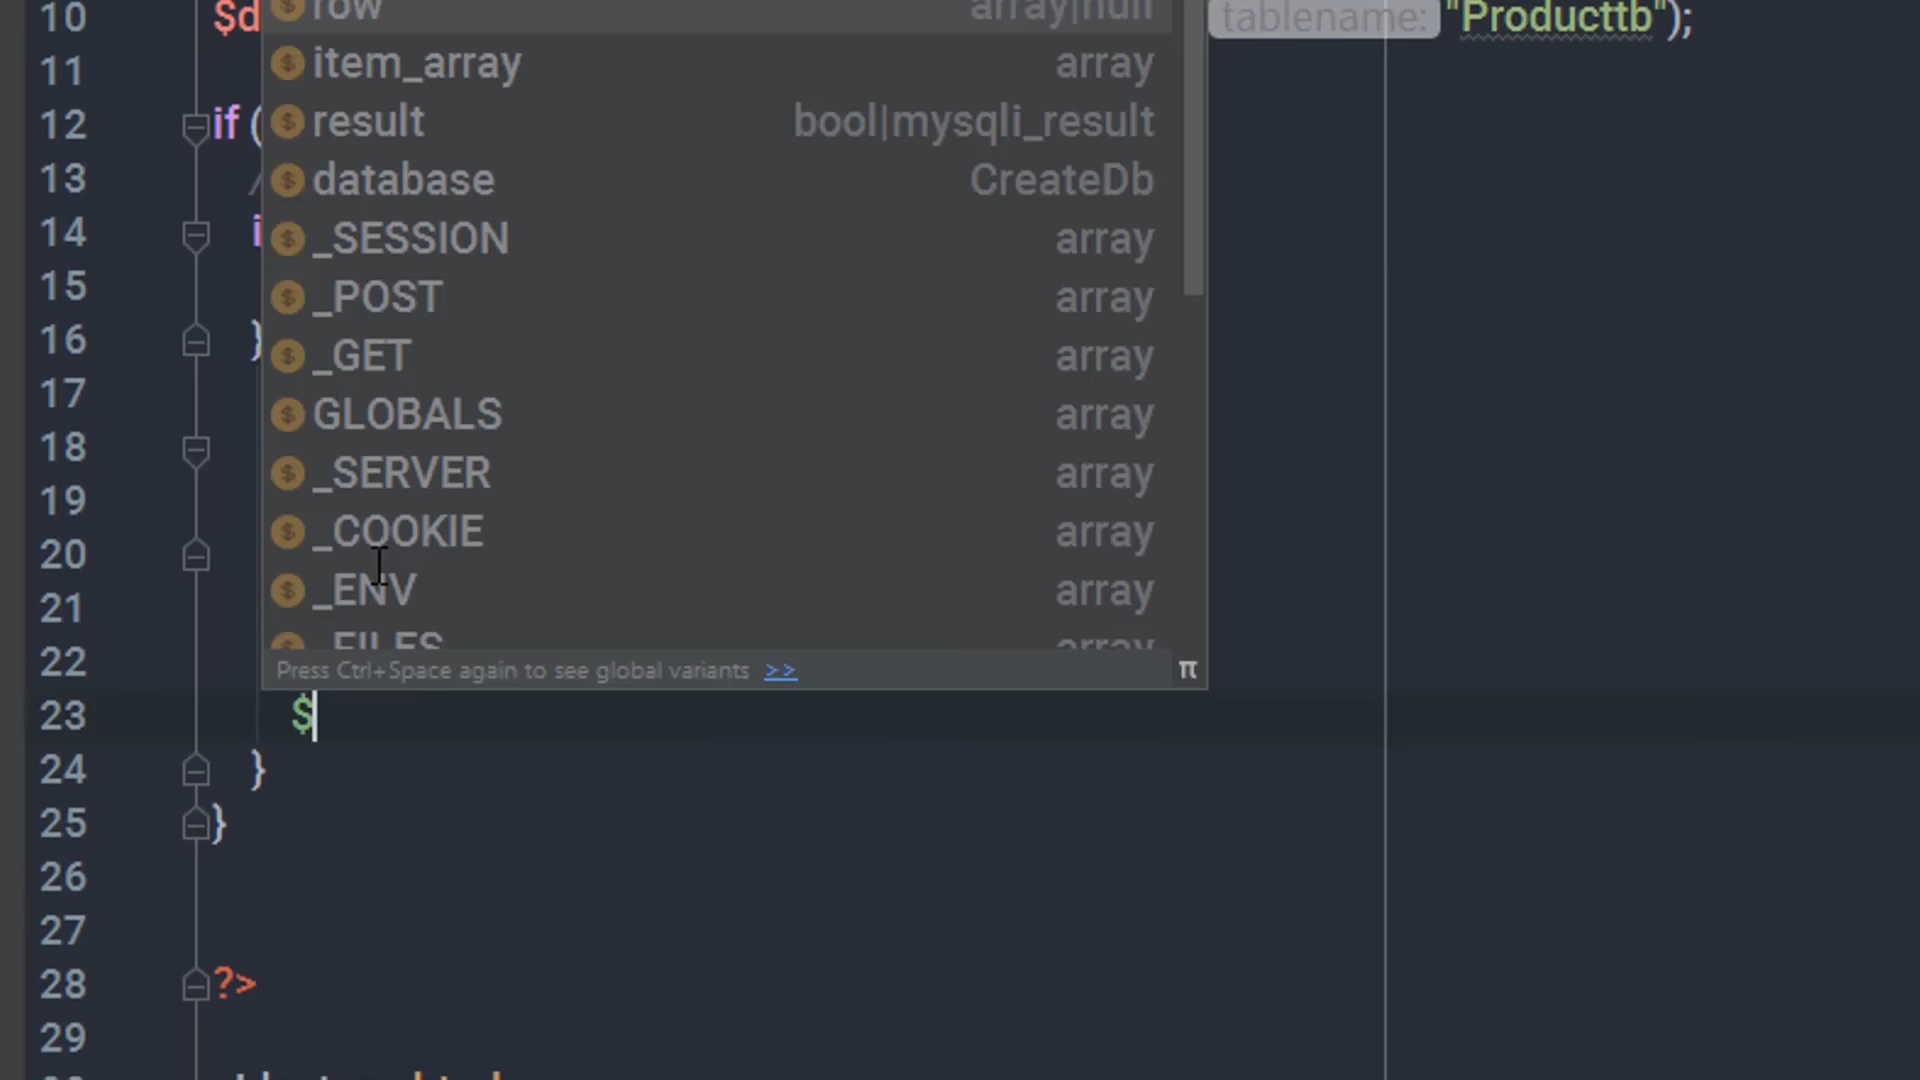 10 $d row array|null tablename: "Producttb");
11 item_array array
12 if ( result bool|mysqli_result
13 / database CreateDb
14 i _SESSION array
15 _POST array
16 } _GET array
17 GLOBALS array
18 _SERVER array
19 _COOKIE array
20
21 _ENV array
_FILES array
22 Press Ctrl+Space again to see global variants >> π
23 $
24 }
25 }
26
27
28 ?>
29